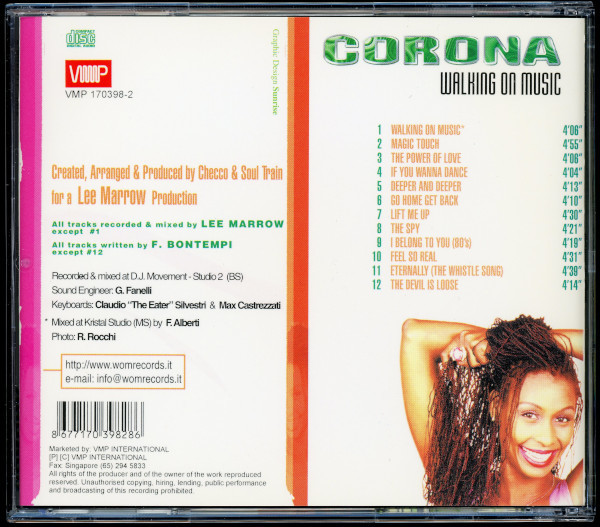 COMPACT
disc
DIGITAL AUDIO
VMP
VMP 170398-2
Graphic Design Sunrise
CORONA
WALKING ON MUSIC
1 WALKING ON MUSIC* 4'06"
2 MAGIC TOUCH 4'55"
3 THE POWER OF LOVE 4'06"
4 IF YOU WANNA DANCE 4'04"
5 DEEPER AND DEEPER 4'13"
6 GO HOME GET BACK 4'10"
7 LIFT ME UP 4'30"
8 THE SPY 4'21"
9 I BELONG TO YOU (80's) 4'19"
10 FEEL SO REAL 4'31"
11 ETERNALLY (THE WHISTLE SONG) 4'39"
12 THE DEVIL IS LOOSE 4'14"
Created, Arranged & Produced by Checco & Soul Train
for a Lee Marrow Production
All tracks recorded & mixed by LEE MARROW
except #1
All tracks written by F. BONTEMPI
except #12
Recorded & mixed at D.J. Movement - Studio 2 (BS)
Sound Engineer: G. Fanelli
Keyboards: Claudio "The Eater" Silvestri & Max Castrezzati
* Mixed at Kristal Studio (MS) by F. Alberti
Photo: R. Rocchi
http://www.womrecords.it
e-mail: info@womrecords.it
8 677170 398286
Marketed by: VMP INTERNATIONAL
[P] [C] VMP INTERNATIONAL
Fax: Singapore (65) 294 5833
All rights of the producer and of the owner of the work reproduced
reserved. Unauthorised copying, hiring, lending, public performance
and broadcasting of this recording prohibited.